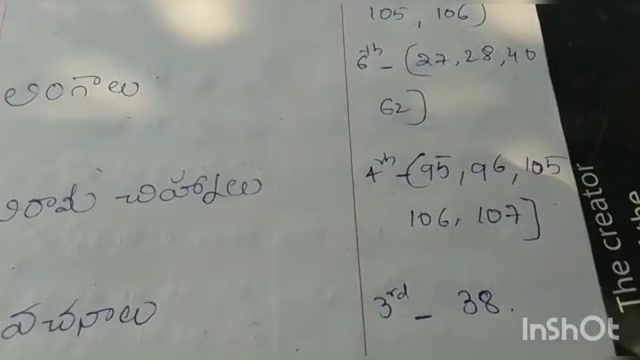 105, 106)
6th - (27, 28, 40
62)
లింగాలు
4th - (95, 96, 105
106, 107]
విరామ చిహ్నాలు
3rd - 38.
వచనాలు
The creator
InShOt